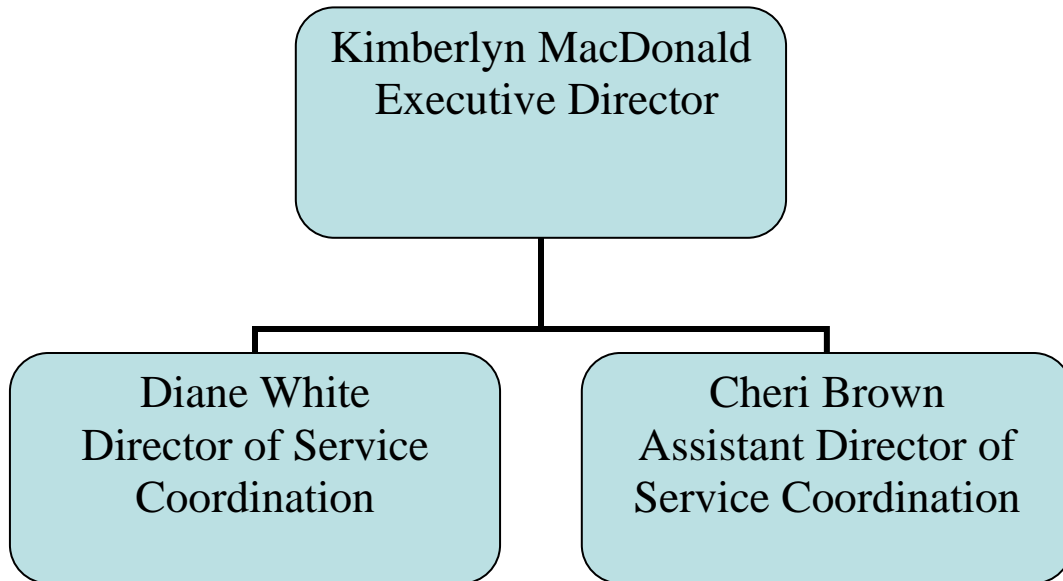 Kimberlyn MacDonald
Executive Director
Diane White
Director of Service
Coordination
Cheri Brown
Assistant Director of
Service Coordination